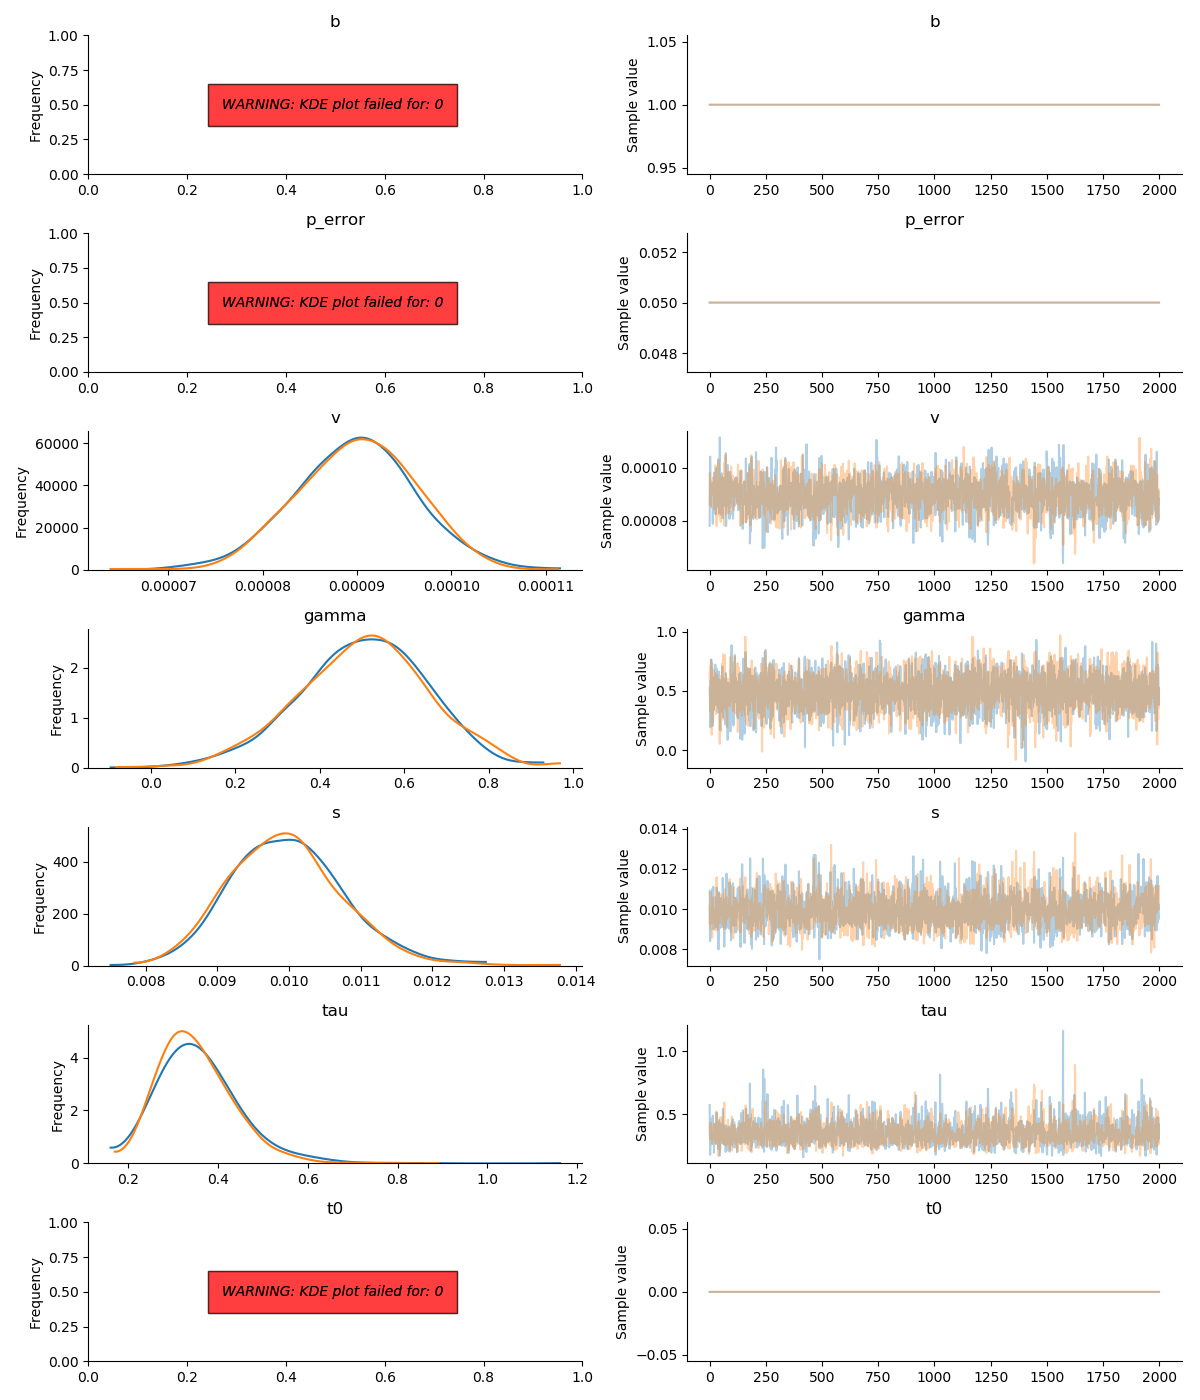 b
1.00
0.75
0.50
0.25
0.00
Frequency
WARNING: KDE plot failed for: 0
0.0 0.2 0.4 0.6 0.8 1.0
b
1.05
1.00
0.95
Sample value
0 250 500 750 1000 1250 1500 1750 2000
p_error
1.00
0.75
0.50
0.25
0.00
Frequency
WARNING: KDE plot failed for: 0
0.0 0.2 0.4 0.6 0.8 1.0
p_error
0.052
0.050
0.048
Sample value
0 250 500 750 1000 1250 1500 1750 2000
v
60000
40000
20000
0
Frequency
0.00007 0.00008 0.00009 0.00010 0.00011
v
0.00010
0.00008
Sample value
0 250 500 750 1000 1250 1500 1750 2000
gamma
2
1
0
Frequency
0.0 0.2 0.4 0.6 0.8 1.0
gamma
1.0
0.5
0.0
Sample value
0 250 500 750 1000 1250 1500 1750 2000
s
400
200
0
Frequency
0.008 0.009 0.010 0.011 0.012 0.013 0.014
s
0.014
0.012
0.010
0.008
Sample value
0 250 500 750 1000 1250 1500 1750 2000
tau
4
2
0
Frequency
0.2 0.4 0.6 0.8 1.0 1.2
tau
1.0
0.5
Sample value
0 250 500 750 1000 1250 1500 1750 2000
t0
1.00
0.75
0.50
0.25
0.00
Frequency
WARNING: KDE plot failed for: 0
0.0 0.2 0.4 0.6 0.8 1.0
t0
0.05
0.00
−0.05
Sample value
0 250 500 750 1000 1250 1500 1750 2000